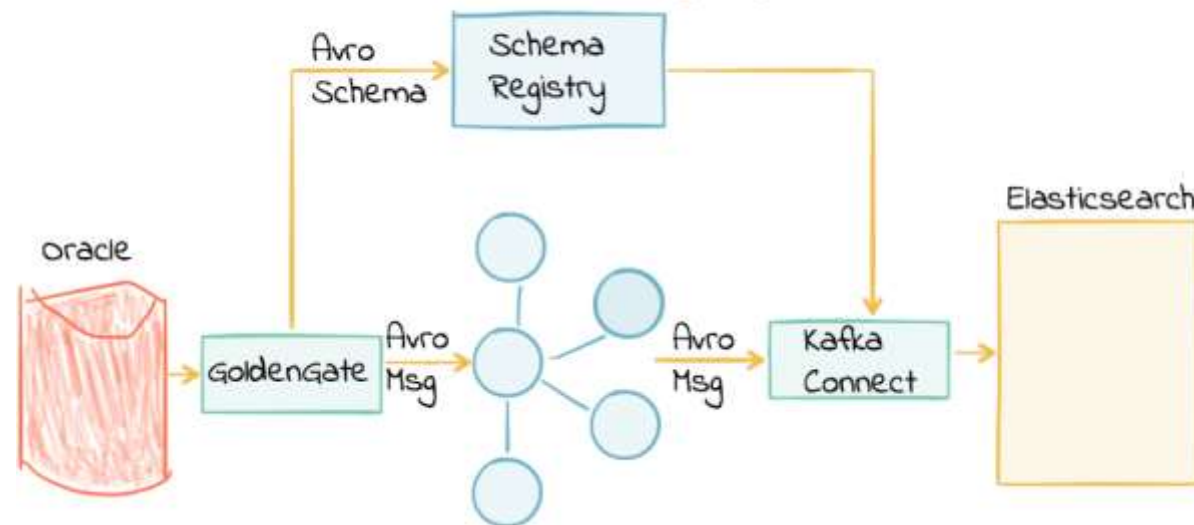 Avro
Schema
Schema
Registry
Elasticsearch
Oracle
GoldenGate
Avro
Msg
Avro
Msg
Kafka
Connect